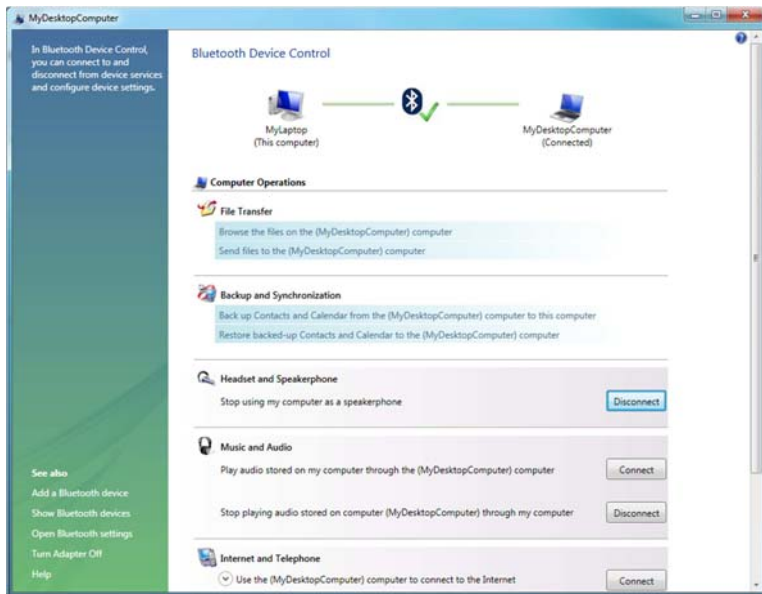 MyDesktopComputer
In Bluetooth Device Control,
you can connect to and
disconnect from device services
and configure device settings.
Bluetooth Device Control
MyLaptop
(This computer)
MyDesktopComputer
(Connected)
Computer Operations
File Transfer
Browse the files on the (MyDesktopComputer) computer
Send files to the (MyDesktopComputer) computer
Backup and Synchronization
Back up Contacts and Calendar from the (MyDesktopComputer) computer to this computer
Restore backed-up Contacts and Calendar to the (MyDesktopComputer) computer
Headset and Speakerphone
Stop using my computer as a speakerphone
Disconnect
Music and Audio
Play audio stored on my computer through the (MyDesktopComputer) computer
Connect
Stop playing audio stored on computer (MyDesktopComputer) through my computer
Disconnect
Internet and Telephone
Use the (MyDesktopComputer) computer to connect to the Internet
Connect
See also
Add a Bluetooth device
Show Bluetooth devices
Open Bluetooth settings
Turn Adapter Off
Help